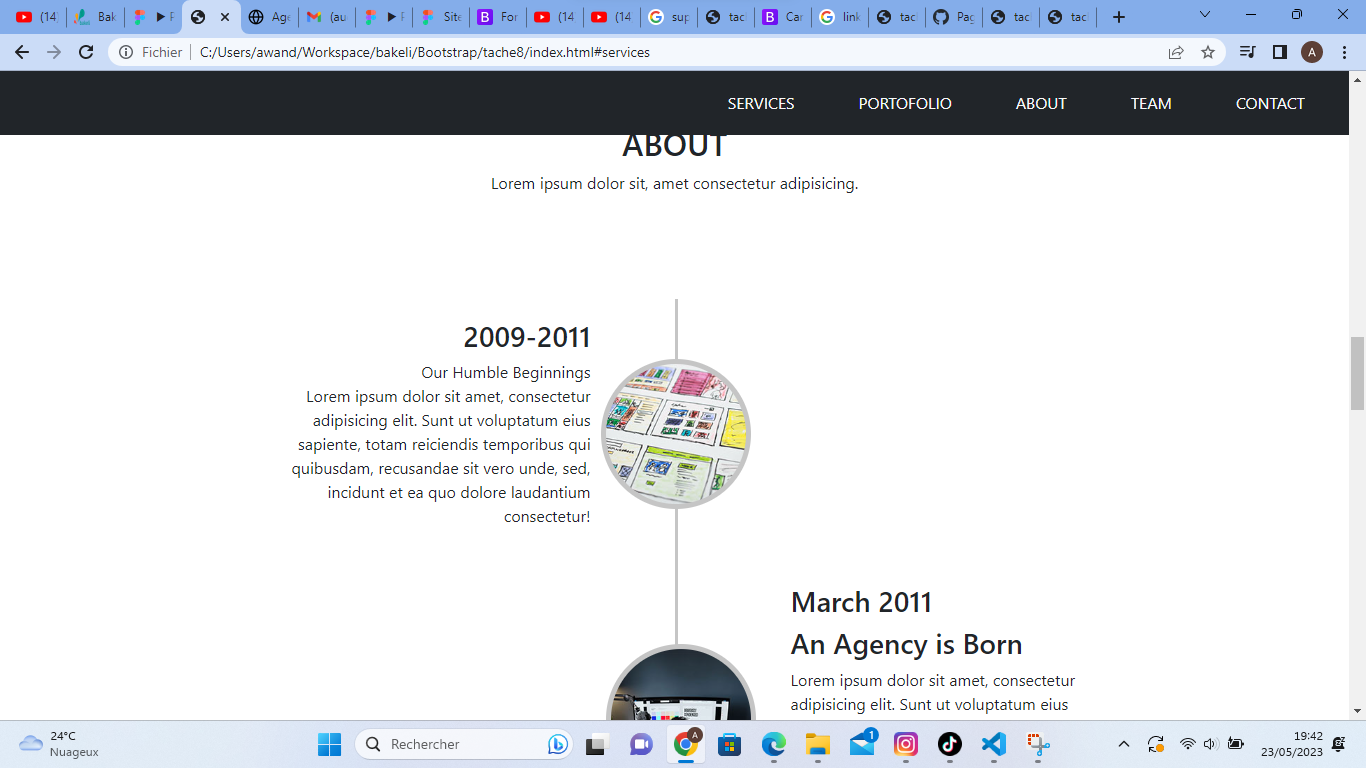 (14
Bak
F
Age
(au
F
Site
For
(14
(14
sup
tacl
Car
link
tacl
Pag
tacl
tacl
Fichier
C:/Users/awand/Workspace/bakeli/Bootstrap/tache8/index.html#services
A
SERVICES PORTOFOLIO ABOUT TEAM CONTACT
ABOUT
Lorem ipsum dolor sit, amet consectetur adipisicing.
2009-2011
Our Humble Beginnings
Lorem ipsum dolor sit amet, consectetur
adipisicing elit. Sunt ut voluptatum eius
sapiente, totam reiciendis temporibus qui
quibusdam, recusandae sit vero unde, sed,
incidunt et ea quo dolore laudantium
consectetur!
March 2011
An Agency is Born
Lorem ipsum dolor sit amet, consectetur
adipisicing elit. Sunt ut voluptatum eius
24°C
Nuageux
Rechercher
A
1
19:42
23/05/2023